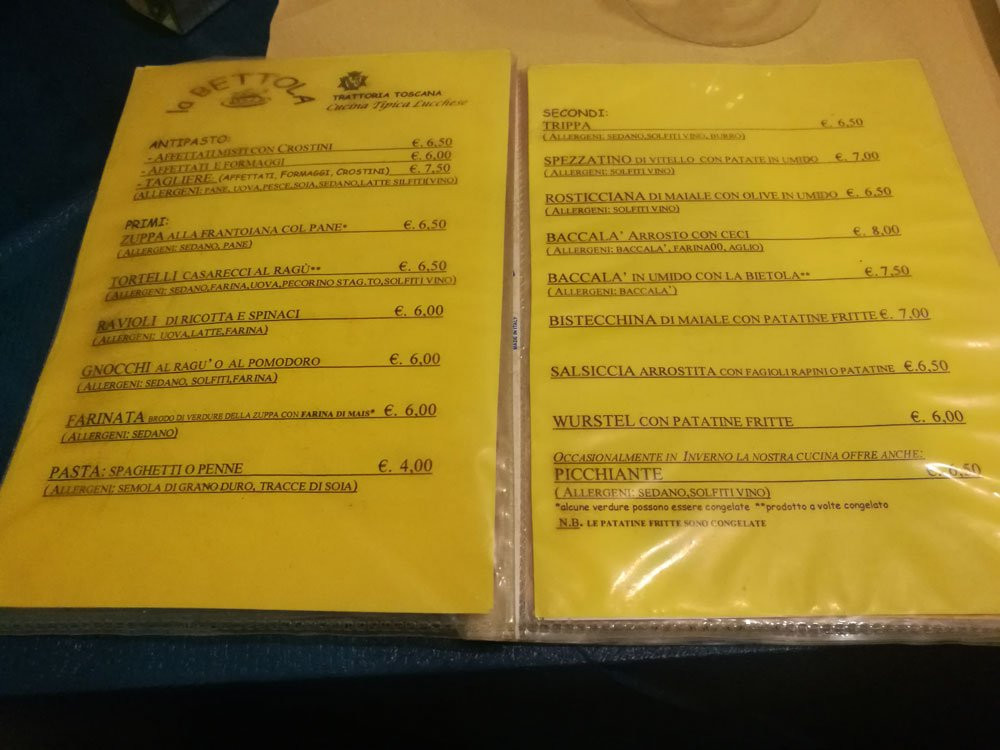 la BETTOLA
TRATTORIA TOSCANA
Cucina Tipica Lucchese
ANTIPASTO:
- AFFETTATI MISTI CON CROSTINI €. 6,50
- AFFETTATI E FORMAGGI €. 6,00
- TAGLIERE: (AFFETTATI, FORMAGGI, CROSTINI) €. 7,50
(ALLERGENI: PANE, UOVA,PESCE,SOIA,SEDANO,LATTE SILFITI(VINO)
PRIMI:
ZUPPA ALLA FRANTOIANA COL PANE* €. 6,50
(ALLERGENI: SEDANO, PANE)
TORTELLI CASARECCI AL RAGÙ** €. 6,50
(ALLERGENI: SEDANO,FARINA,UOVA,PECORINO STAG.TO,SOLFITI VINO)
RAVIOLI DI RICOTTA E SPINACI €. 6,00
(ALLERGENI: UOVA,LATTE,FARINA)
GNOCCHI AL RAGU' O AL POMODORO €. 6,00
(ALLERGENI: SEDANO, SOLFITI,FARINA)
FARINATA BRODO DI VERDURE DELLA ZUPPA CON FARINA DI MAIS* €. 6,00
(ALLERGENI: SEDANO)
PASTA: SPAGHETTI O PENNE €. 4,00
(ALLERGENI: SEMOLA DI GRANO DURO, TRACCE DI SOIA)
MADE IN ITALY
SECONDI:
TRIPPA €. 6,50
(ALLERGENI: SEDANO,SOLFITI VINO, BURRO)
SPEZZATINO DI VITELLO CON PATATE IN UMIDO €. 7,00
(ALLERGENI: SOLFITI VINO)
ROSTICCIANA DI MAIALE CON OLIVE IN UMIDO €. 6,50
(ALLERGENI: SOLFITI VINO)
BACCALA' ARROSTO CON CECI €. 8,00
(ALLERGENI: BACCALA', FARINA00, AGLIO)
BACCALA' IN UMIDO CON LA BIETOLA** €. 7,50
(ALLERGENI: BACCALA')
BISTECCHINA DI MAIALE CON PATATINE FRITTE €. 7,00
SALSICCIA ARROSTITA CON FAGIOLI RAPINI O PATATINE €.6,50
WURSTEL CON PATATINE FRITTE €. 6,00
OCCASIONALMENTE IN INVERNO LA NOSTRA CUCINA OFFRE ANCHE:
PICCHIANTE €. 6,50
(ALLERGENI: SEDANO,SOLFITI VINO)
*alcune verdure possono essere congelate **prodotto a volte congelato
N.B. LE PATATINE FRITTE SONO CONGELATE